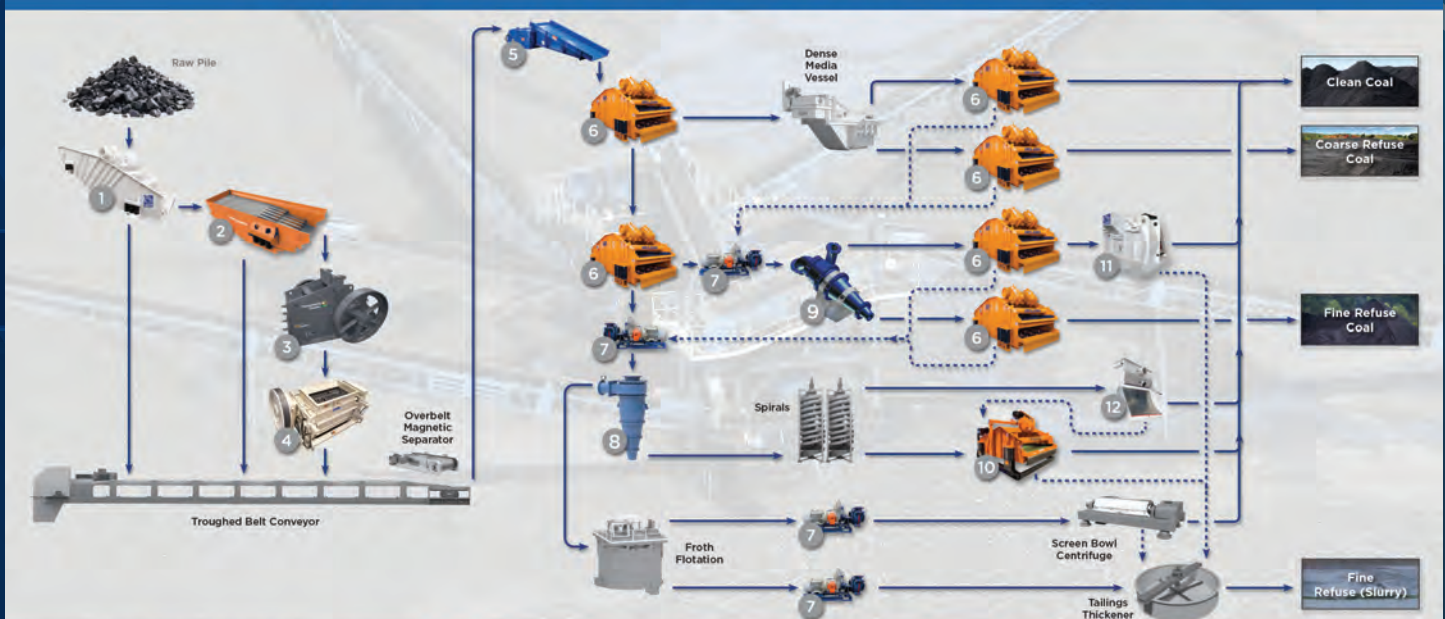 Raw Pile
1
2
3
4
Overbelt
Magnetic
Separator
Troughed Belt Conveyor
5
6
Dense
Media
Vessel
6
6
Clean Coal
Coarse Refuse
Coal
6
7
9
6
11
6
Fine Refuse
Coal
7
8
Spirals
12
10
Froth
Flotation
7
Screen Bowl
Centrifuge
7
Tailings
Thickener
Fine
Refuse (Slurry)